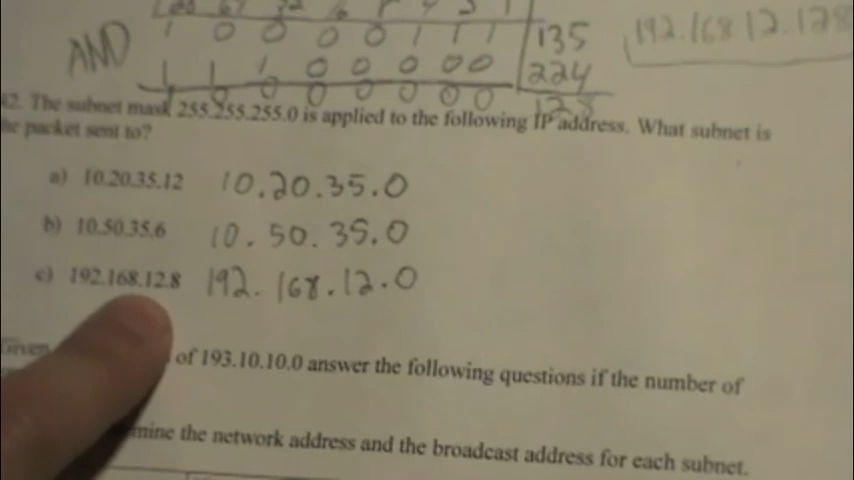 1 0 0 0 0 1 1 1 135
192.168.12.128
AND
1 1 1 0 0 0 0 0 224
0 0 0 0 0 0 0 128
42. The subnet mask 255.255.255.0 is applied to the following IP address. What subnet is
the packet sent to?
a) 10.20.35.12 10.20.35.0
b) 10.50.35.6 10.50.35.0
c) 192.168.12.8 192.168.12.0
Given of 193.10.10.0 answer the following questions if the number of
mine the network address and the broadcast address for each subnet.